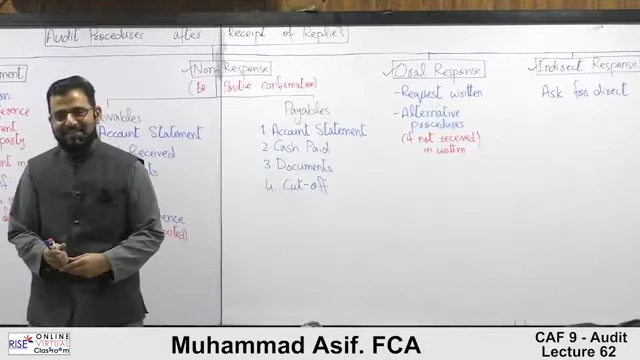 Audit Procedures after Receipt of Replies
Non-Response
(to Positive confirmation)
Account Statement
Received
Payables
1 Account Statement
2 Cash Paid
3 Documents
4 Cut-off
Oral Response
- Request written
- Alternative
procedures
(if not received)
in written
Indirect Response
Ask for direct
RISE ONLINE
VIRTUAL
Classroom
Muhammad Asif. FCA
CAF 9 - Audit
Lecture 62